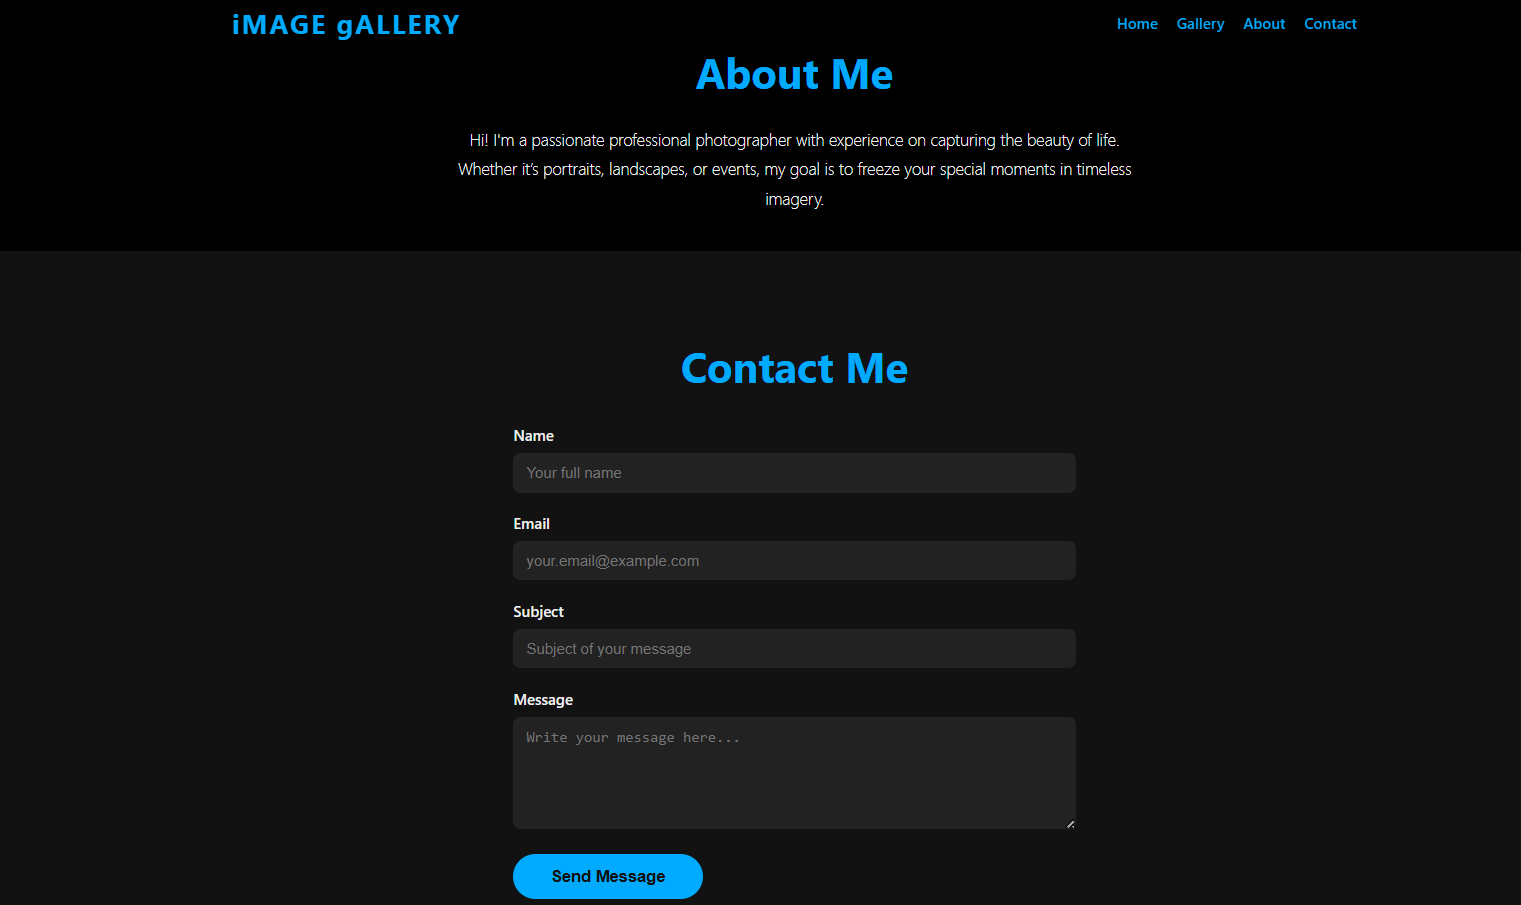 iMAGE gALLERY
Home Gallery About Contact
About Me
Hi! I'm a passionate professional photographer with experience on capturing the beauty of life.
Whether it’s portraits, landscapes, or events, my goal is to freeze your special moments in timeless
imagery.
Contact Me
Name
Your full name
Email
your.email@example.com
Subject
Subject of your message
Message
Write your message here...
Send Message